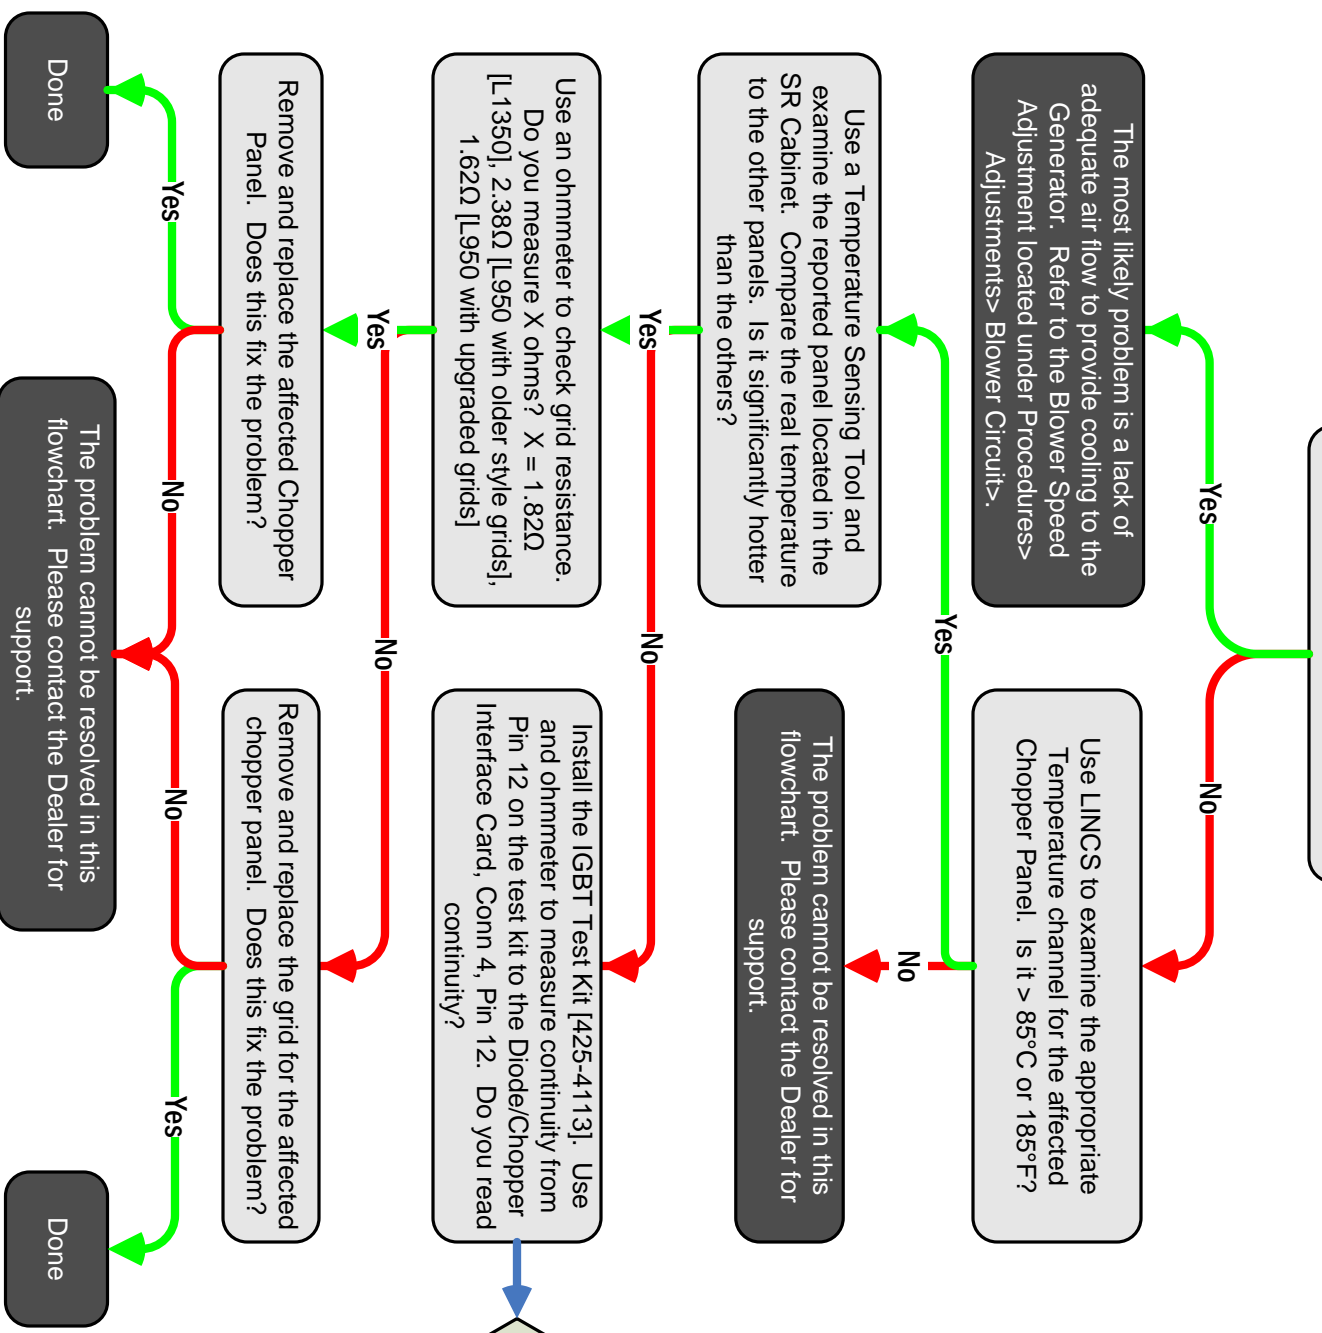 Yes
No
The most likely problem is a lack of
adequate air flow to provide cooling to the
Generator. Refer to the Blower Speed
Adjustment located under Procedures>
Adjustments> Blower Circuit>.
Use LINCS to examine the appropriate
Temperature channel for the affected
Chopper Panel. Is it > 85°C or 185°F?
Yes
No
Use a Temperature Sensing Tool and
examine the reported panel located in the
SR Cabinet. Compare the real temperature
to the other panels. Is it significantly hotter
than the others?
The problem cannot be resolved in this
flowchart. Please contact the Dealer for
support.
Yes
No
Use an ohmmeter to check grid resistance.
Do you measure X ohms? X = 1.82Ω
[L1350], 2.38Ω [L950 with older style grids],
1.62Ω [L950 with upgraded grids]
Install the IGBT Test Kit [425-4113]. Use
and ohmmeter to measure continuity from
Pin 12 on the test kit to the Diode/Chopper
Interface Card, Conn 4, Pin 12. Do you read
continuity?
Yes
No
Remove and replace the affected Chopper
Panel. Does this fix the problem?
Remove and replace the grid for the affected
chopper panel. Does this fix the problem?
Yes
No
No
Yes
Done
The problem cannot be resolved in this
flowchart. Please contact the Dealer for
support.
Done